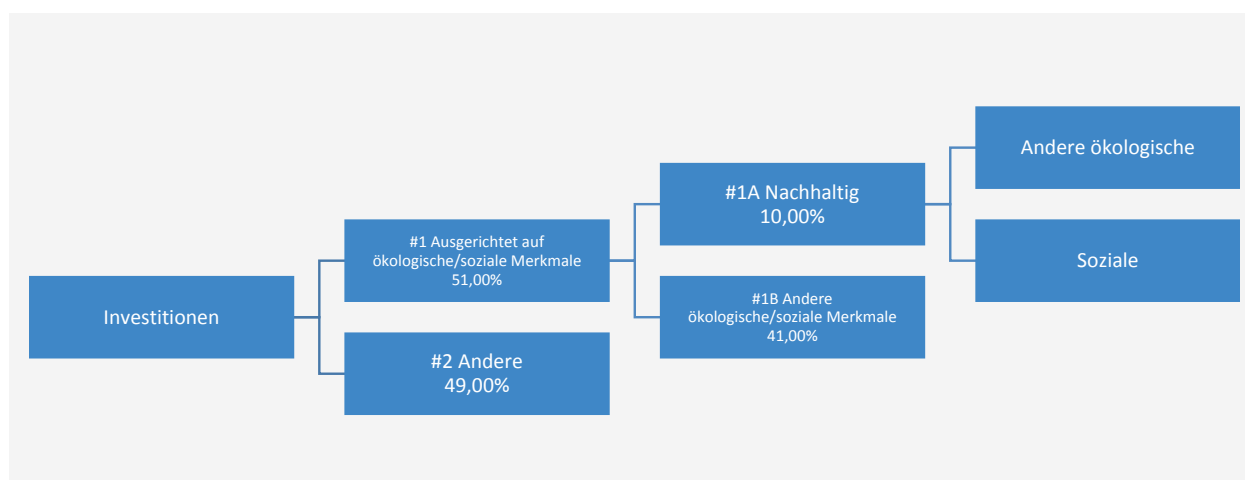 Investitionen
#1 Ausgerichtet auf
ökologische/soziale Merkmale
51,00%
#2 Andere
49,00%
#1A Nachhaltig
10,00%
#1B Andere
ökologische/soziale Merkmale
41,00%
Andere ökologische
Soziale